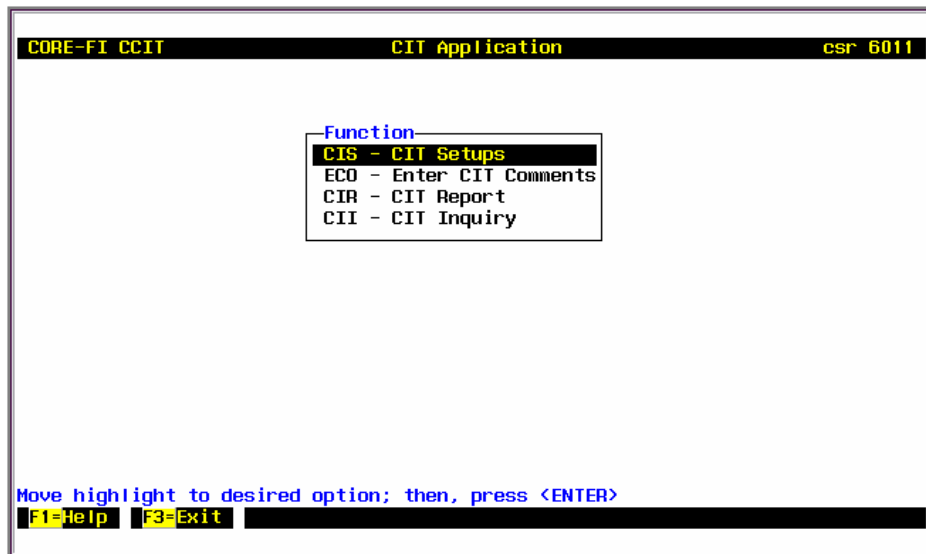 CORE-FI CCIT CIT Application csr 6011
Function
CIS - CIT Setups
ECO - Enter CIT Comments
CIR - CIT Report
CII - CIT Inquiry
Move highlight to desired option; then, press <ENTER>
F1=Help F3=Exit